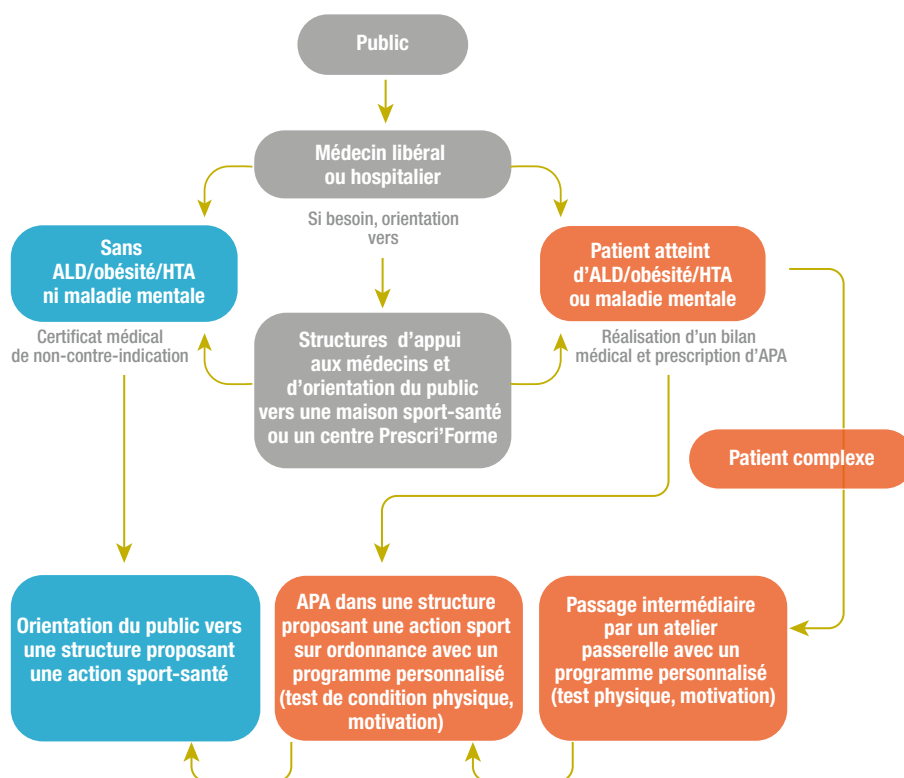 Public
Médecin libéral
ou hospitalier
Si besoin, orientation
vers
Sans
ALD/obésité/HTA
ni maladie mentale
Patient atteint
d’ALD/obésité/HTA
ou maladie mentale
Certificat médical
de non-contre-indication
Structures d’appui
aux médecins et
d’orientation du public
vers une maison sport-santé
ou un centre Prescri’Forme
Réalisation d’un bilan
médical et prescription d’APA
Patient complexe
Orientation du public vers
une structure proposant
une action sport-santé
APA dans une structure
proposant une action sport
sur ordonnance avec un
programme personnalisé
(test de condition physique,
motivation)
Passage intermédiaire
par un atelier
passerelle avec un
programme personnalisé
(test physique, motivation)